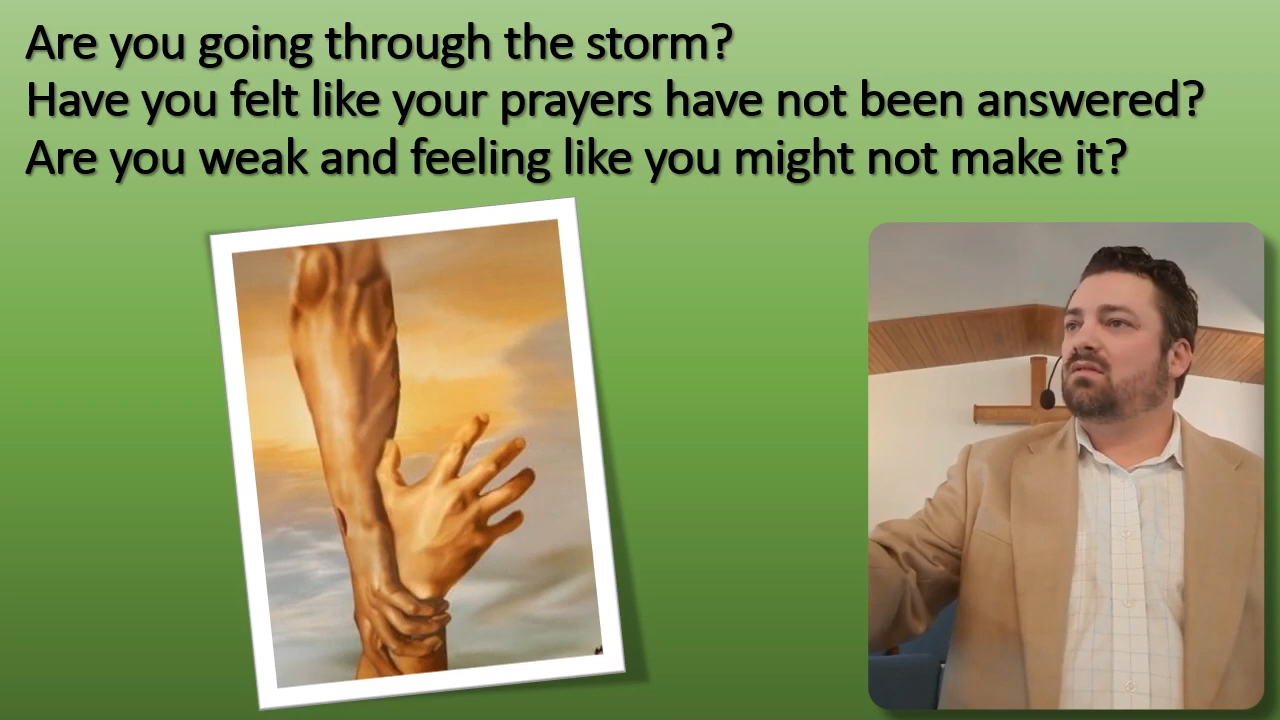 Are you going through the storm?
Have you felt like your prayers have not been answered?
Are you weak and feeling like you might not make it?